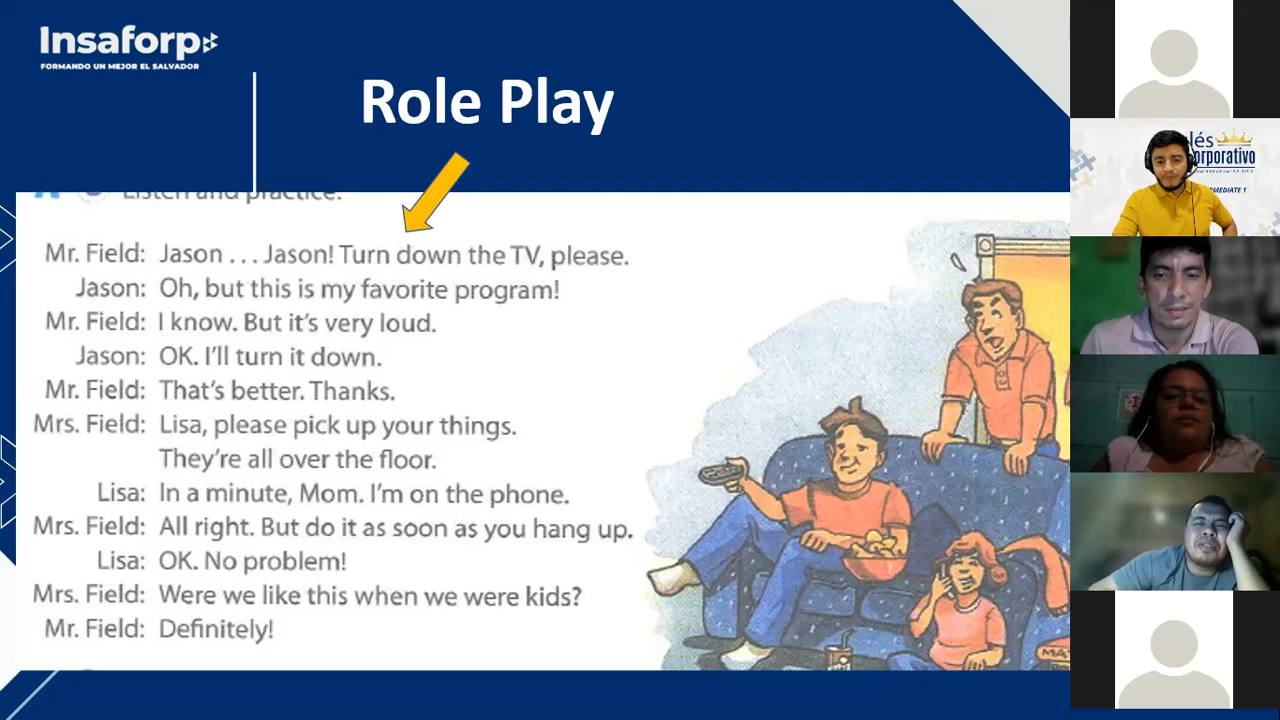 Insaforp
FORMANDO UN MEJOR EL SALVADOR
Role Play
Listen and practice.
Mr. Field: Jason . . . Jason! Turn down the TV, please.
Jason: Oh, but this is my favorite program!
Mr. Field: I know. But it's very loud.
Jason: OK. I'll turn it down.
Mr. Field: That's better. Thanks.
Mrs. Field: Lisa, please pick up your things.
They're all over the floor.
Lisa: In a minute, Mom. I'm on the phone.
Mrs. Field: All right. But do it as soon as you hang up.
Lisa: OK. No problem!
Mrs. Field: Were we like this when we were kids?
Mr. Field: Definitely!